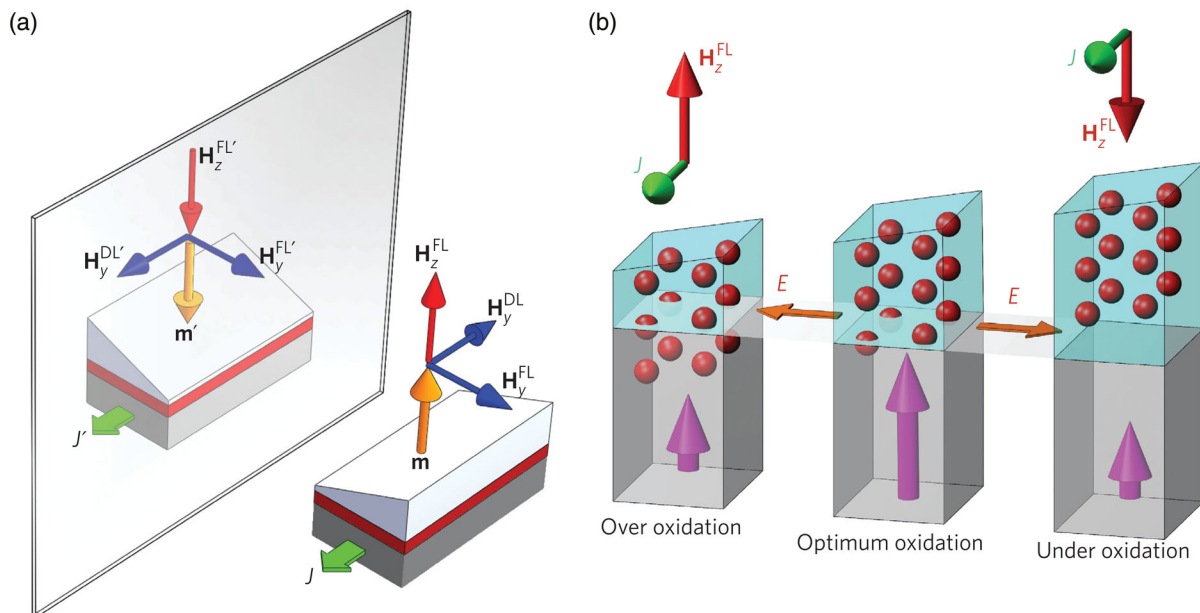 (a)
H_z^FL′
H_y^DL′
H_y^FL′
m′
J′
H_z^FL
H_y^DL
H_y^FL
m
J
(b)
H_z^FL
J
J
H_z^FL
E
E
Over oxidation
Optimum oxidation
Under oxidation